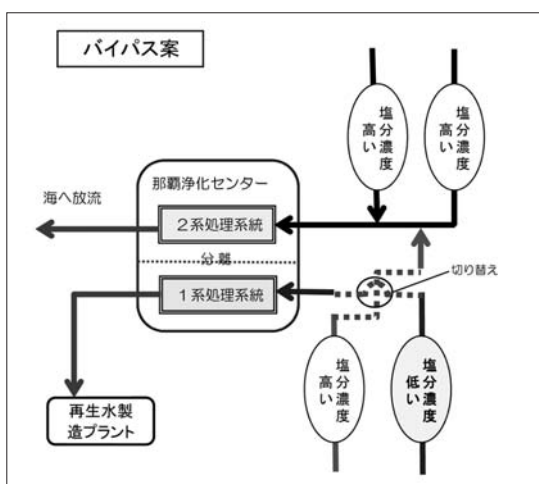 バイパス案
塩分濃度
高い
塩分濃度
高い
那覇浄化センター
海へ放流
2系処理系統
分離
1系処理系統
切り替え
塩分濃度
高い
塩分濃度
低い
再生水製
造プラント